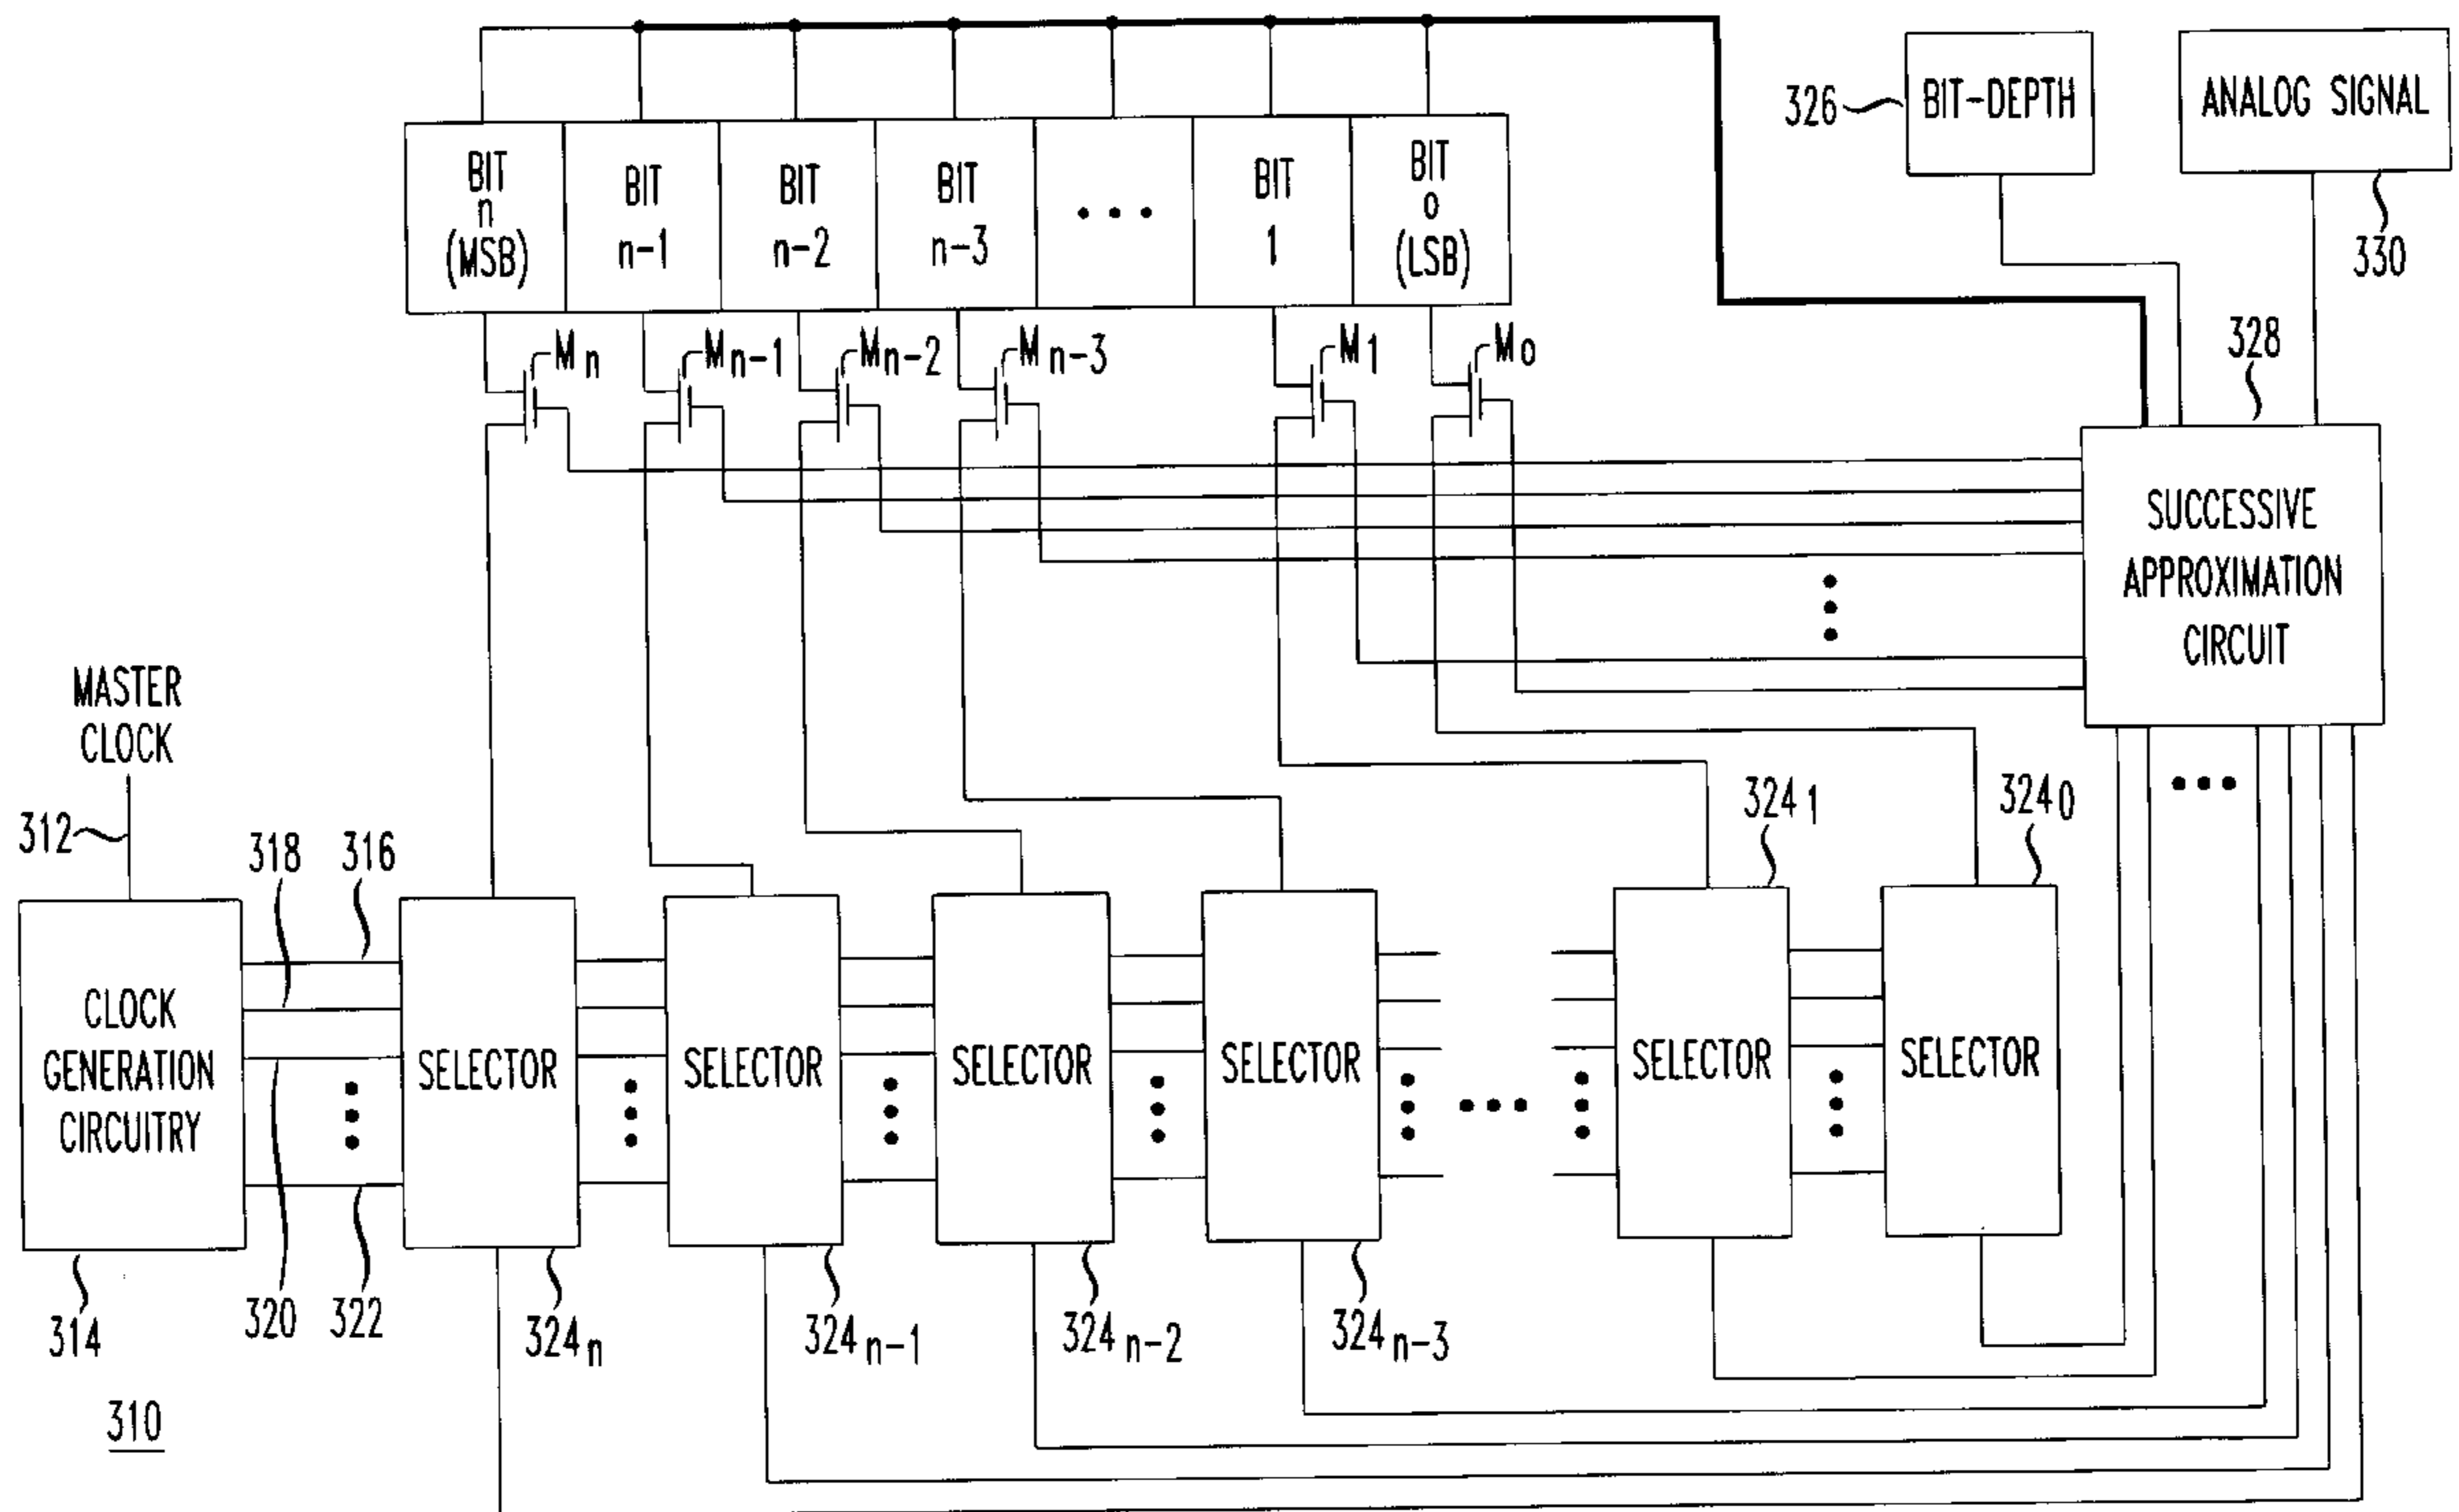 326
BIT-DEPTH
ANALOG SIGNAL
330
BIT
n
(MSB)
BIT
n-1
BIT
n-2
BIT
n-3
• • •
BIT
1
BIT
0
(LSB)
Mn
Mn-1
Mn-2
Mn-3
M1
M0
328
SUCCESSIVE
APPROXIMATION
CIRCUIT
MASTER
CLOCK
312
318
316
3241
3240
CLOCK
GENERATION
CIRCUITRY
SELECTOR
SELECTOR
SELECTOR
SELECTOR
SELECTOR
SELECTOR
314
320
322
324n
324n-1
324n-2
324n-3
310